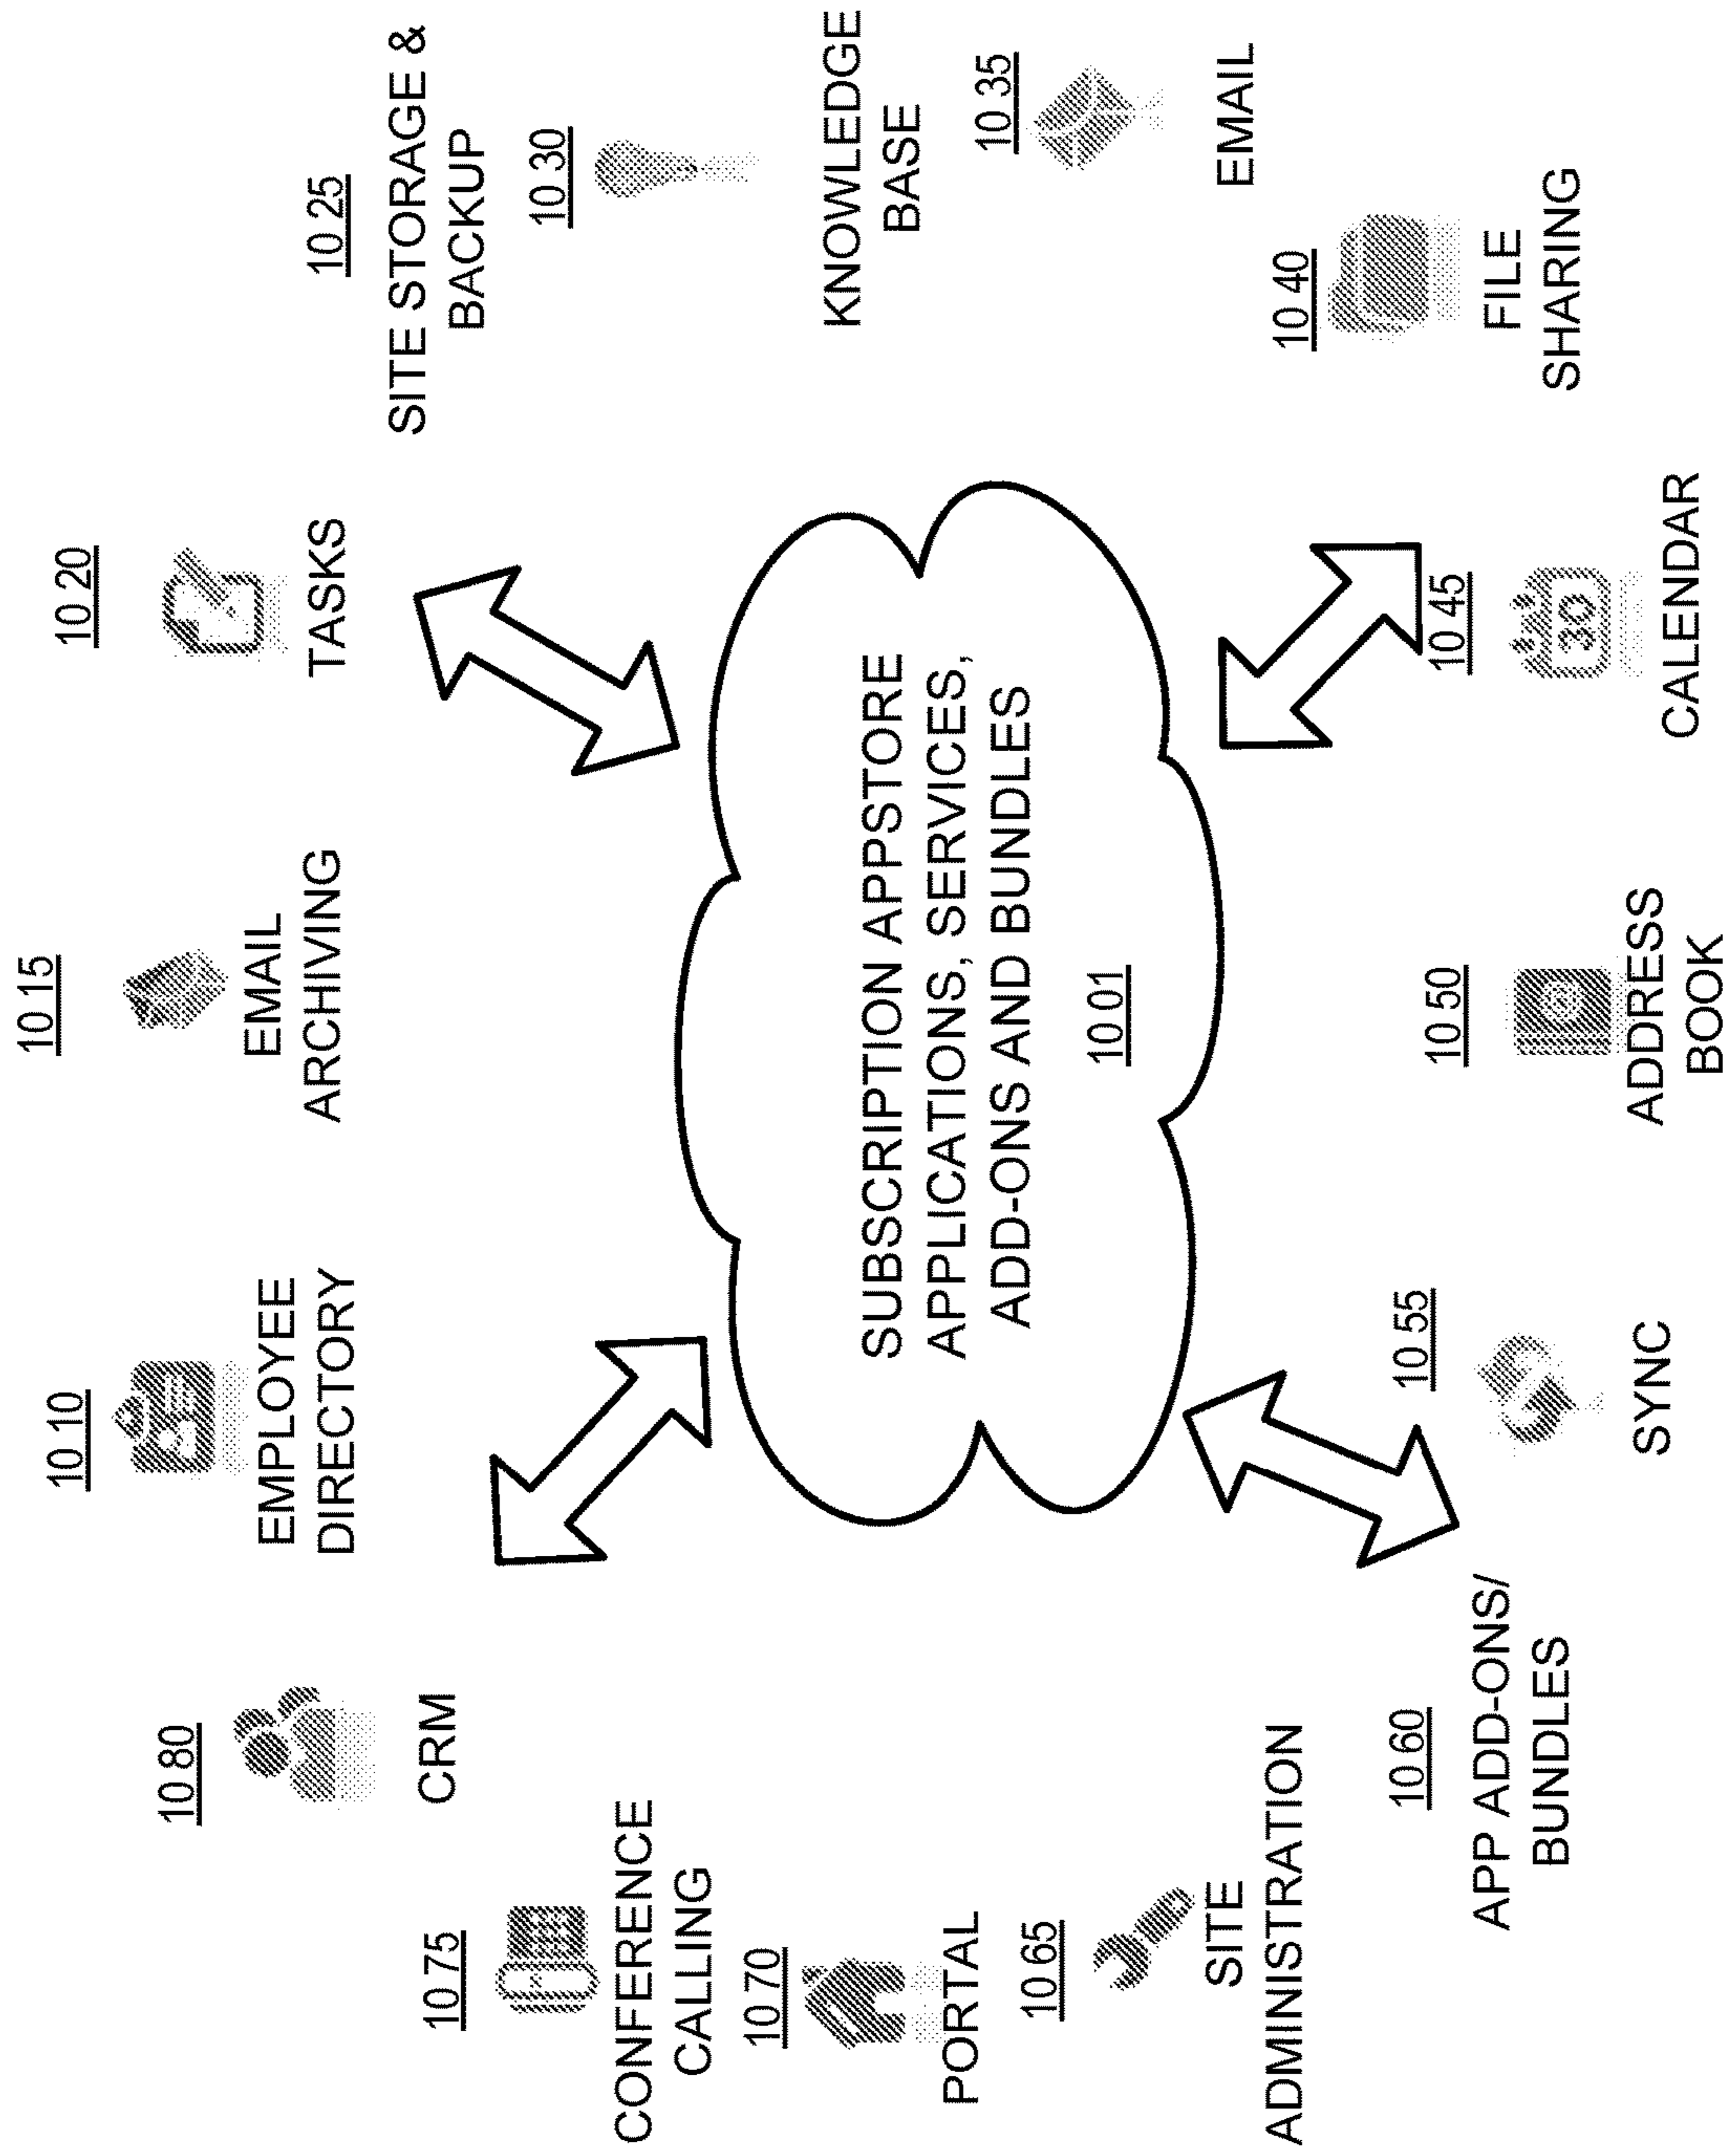 10 10
EMPLOYEE
DIRECTORY
10 15
EMAIL
ARCHIVING
10 20
TASKS
10 25
SITE STORAGE &
BACKUP
10 30
KNOWLEDGE
BASE
10 35
EMAIL
10 40
FILE
SHARING
10 45
30
CALENDAR
10 50
ADDRESS
BOOK
10 55
SYNC
10 60
APP ADD-ONS/
BUNDLES
10 65
SITE
ADMINISTRATION
10 70
PORTAL
10 75
CONFERENCE
CALLING
10 80
CRM
SUBSCRIPTION APPSTORE
APPLICATIONS, SERVICES,
ADD-ONS AND BUNDLES
10 01